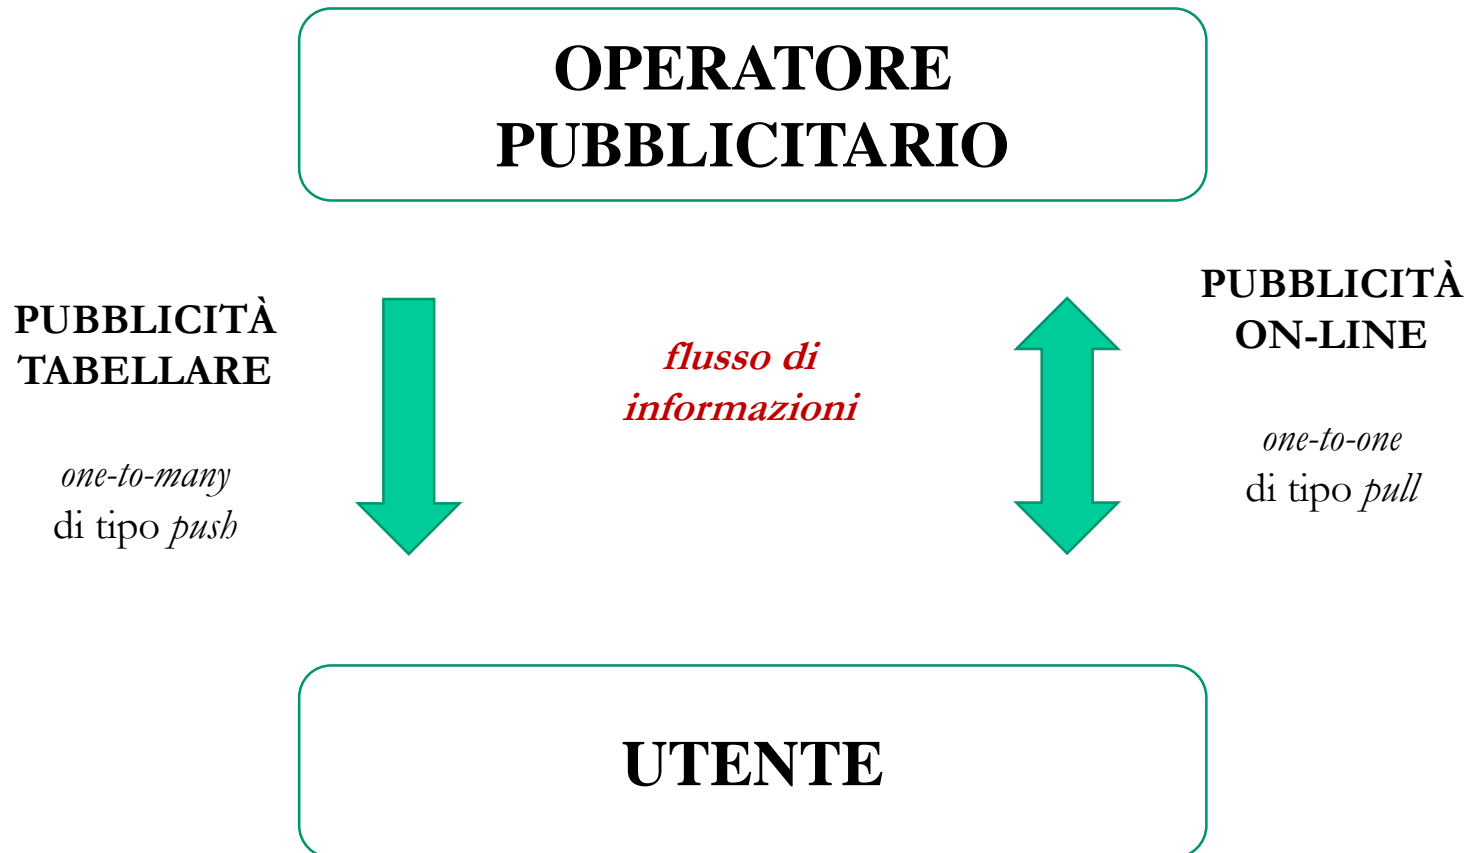 OPERATORE
PUBBLICITARIO
PUBBLICITÀ
TABELLARE
one-to-many
di tipo push
flusso di
informazioni
PUBBLICITÀ
ON-LINE
one-to-one
di tipo pull
UTENTE